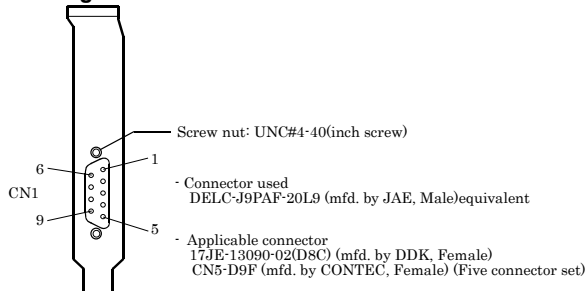 Screw nut: UNC#4-40(inch screw)
1
6
CN1
- Connector used
DELC-J9PAF-20L9 (mfd. by JAE, Male)equivalent
9
5
- Applicable connector
17JE-13090-02(D8C) (mfd. by DDK, Female)
CN5-D9F (mfd. by CONTEC, Female) (Five connector set)